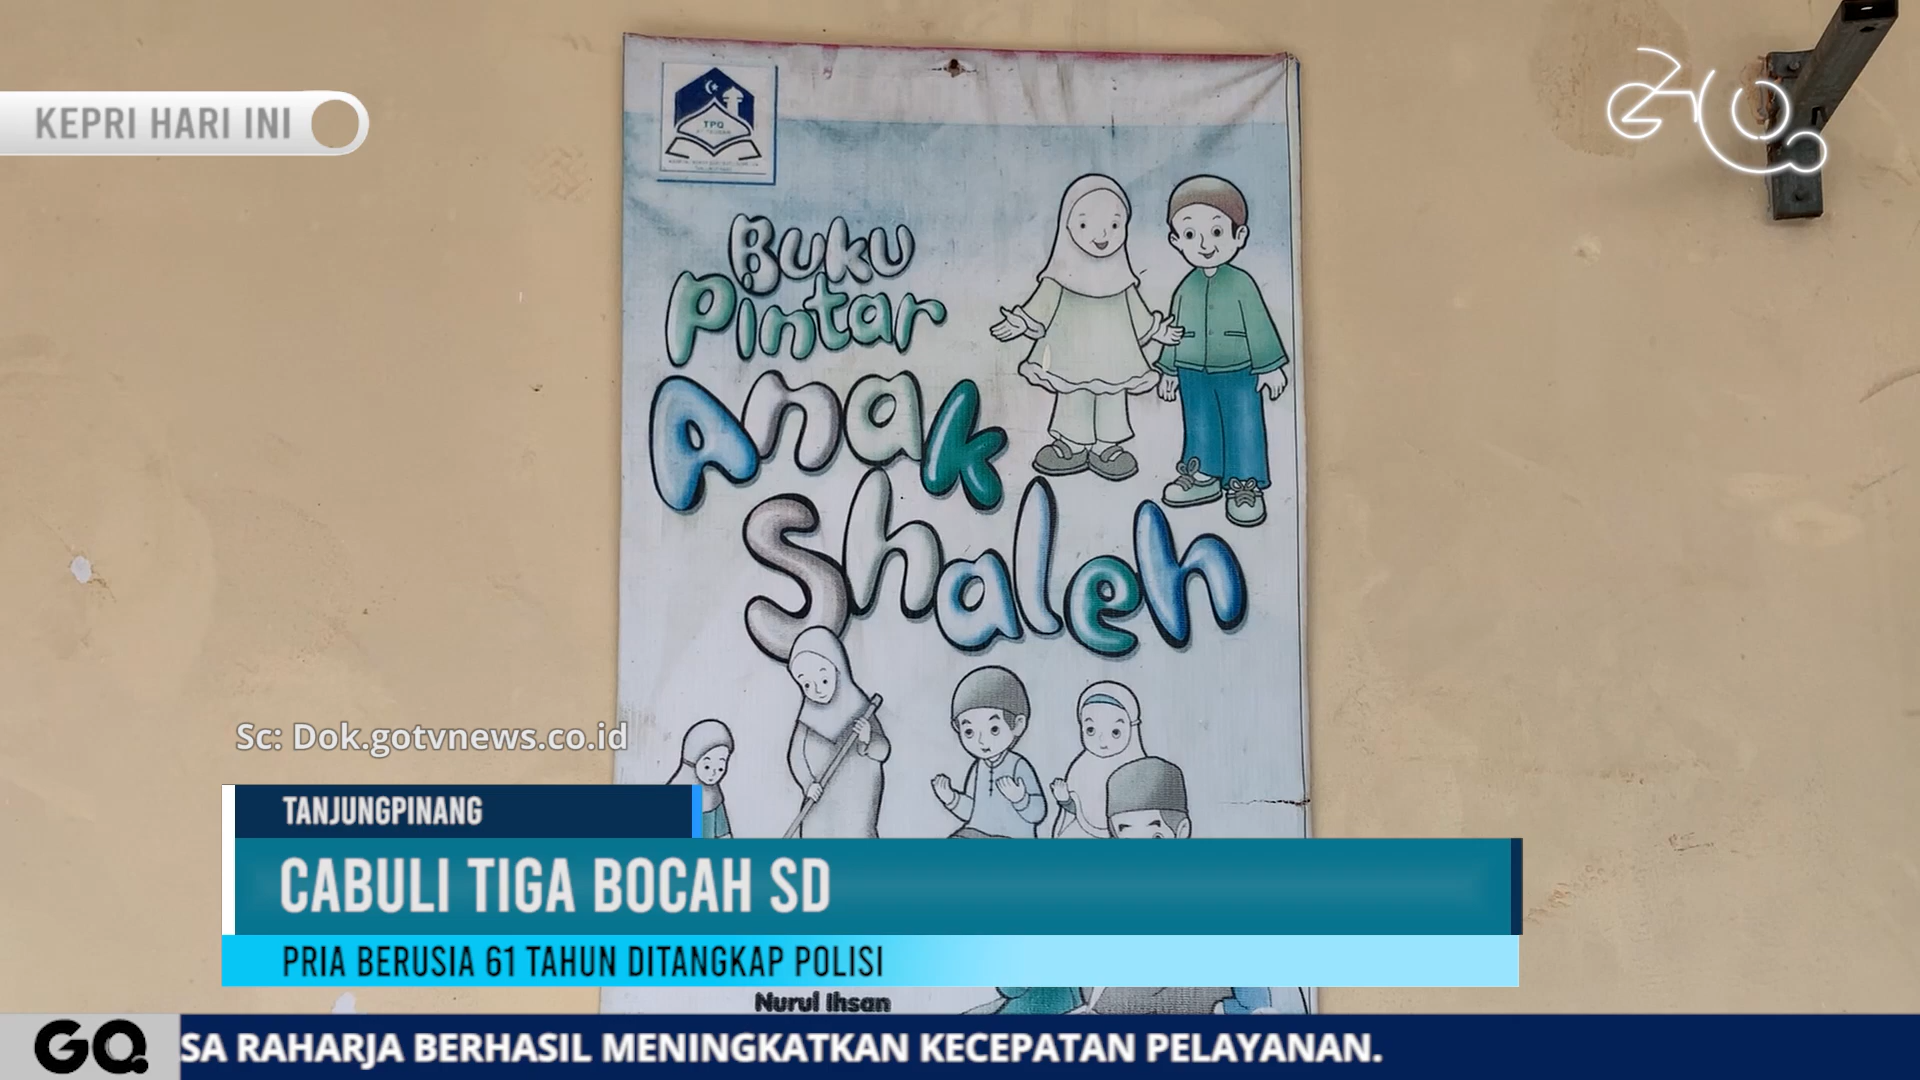 KEPRI HARI INI
TPQ
Buku
Pintar
Anak
Shaleh
Sc: Dok.gotvnews.co.id
TANJUNGPINANG
CABULI TIGA BOCAH SD
PRIA BERUSIA 61 TAHUN DITANGKAP POLISI
Nurul Ihsan
GO
SA RAHARJA BERHASIL MENINGKATKAN KECEPATAN PELAYANAN.